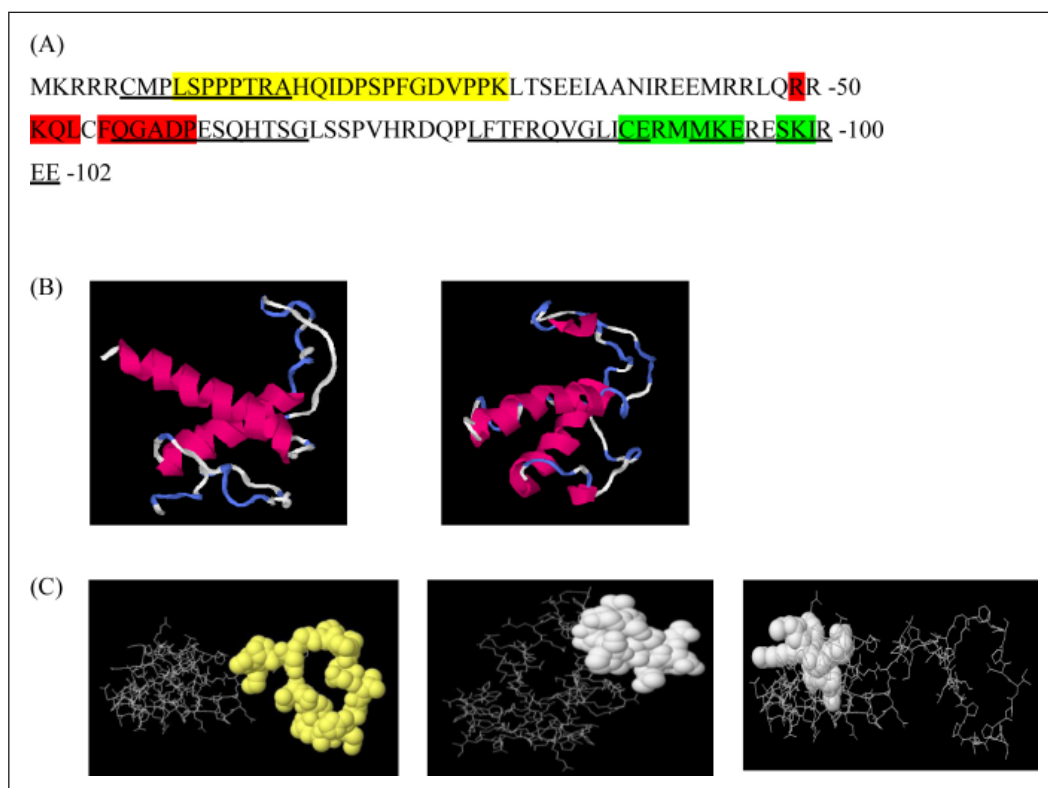 (A)
MKRRRCMPLSPPPTRAHQIDPSPFGDVPPKLTSEEIAANIREEMRRLQRR -50
KQLCFQGADPESQHTSGLSSPVHRDQPLFTFRQVGLICERMMKERESKIR -100
EE -102
(B)
(C)